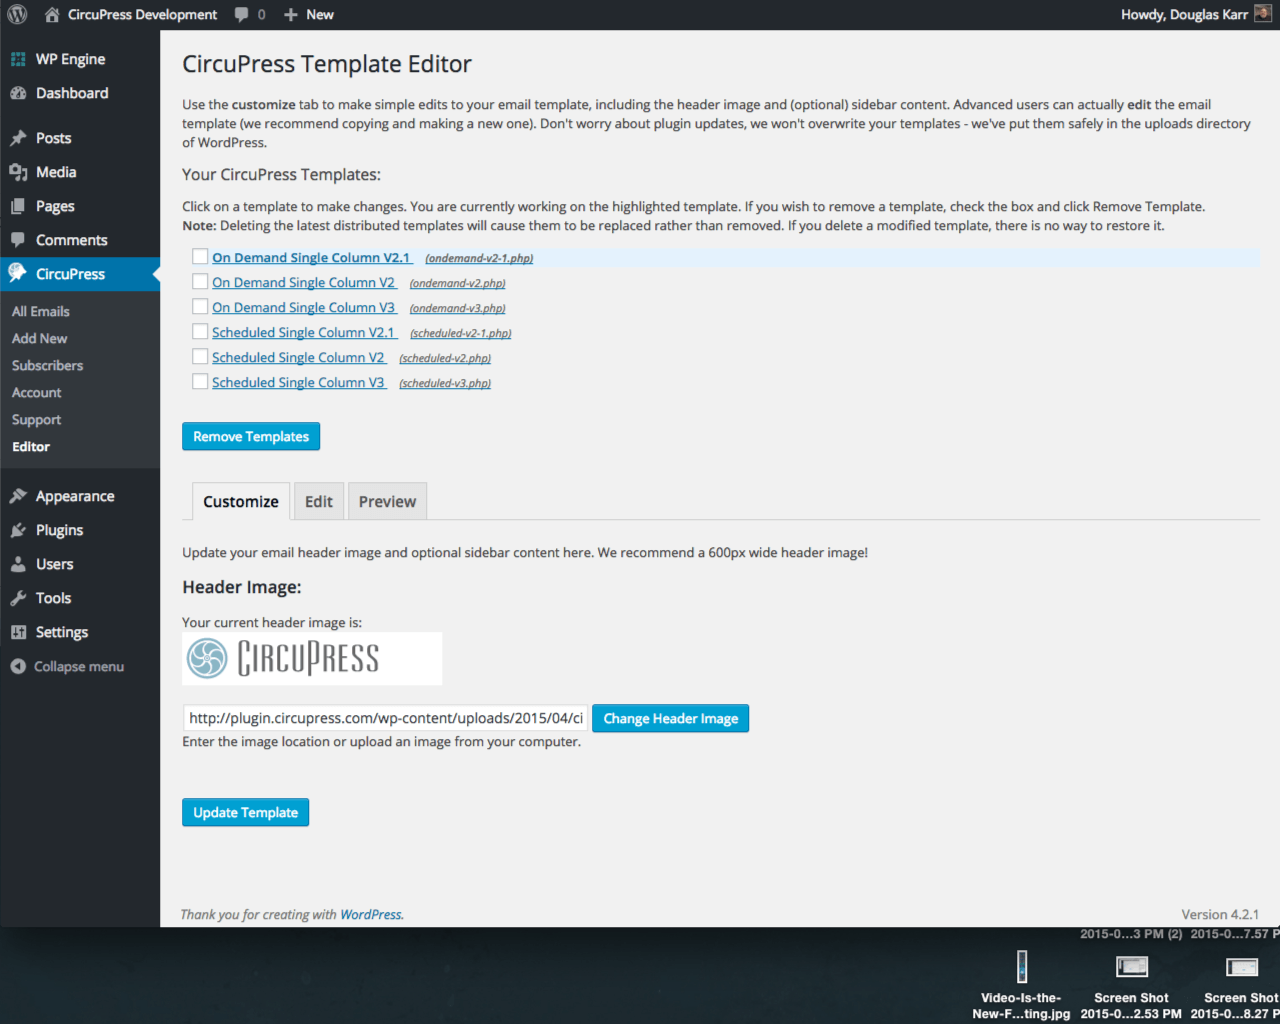 CircuPress Development 0 New Howdy, Douglas Karr
WP Engine
Dashboard
Posts
Media
Pages
Comments
CircuPress
All Emails
Add New
Subscribers
Account
Support
Editor
Appearance
Plugins
Users
Tools
Settings
Collapse menu
CircuPress Template Editor
Use the customize tab to make simple edits to your email template, including the header image and (optional) sidebar content. Advanced users can actually edit the email
template (we recommend copying and making a new one). Don't worry about plugin updates, we won't overwrite your templates - we've put them safely in the uploads directory
of WordPress.
Your CircuPress Templates:
Click on a template to make changes. You are currently working on the highlighted template. If you wish to remove a template, check the box and click Remove Template.
Note: Deleting the latest distributed templates will cause them to be replaced rather than removed. If you delete a modified template, there is no way to restore it.
On Demand Single Column V2.1 (ondemand-v2-1.php)
On Demand Single Column V2 (ondemand-v2.php)
On Demand Single Column V3 (ondemand-v3.php)
Scheduled Single Column V2.1 (scheduled-v2-1.php)
Scheduled Single Column V2 (scheduled-v2.php)
Scheduled Single Column V3 (scheduled-v3.php)
Remove Templates
Customize Edit Preview
Update your email header image and optional sidebar content here. We recommend a 600px wide header image!
Header Image:
Your current header image is:
CIRCUPRESS
http://plugin.circupress.com/wp-content/uploads/2015/04/ci Change Header Image
Enter the image location or upload an image from your computer.
Update Template
Thank you for creating with WordPress. Version 4.2.1
2015-0...3 PM (2) 2015-0...7.57 P
Video-Is-the- Screen Shot Screen Shot
New-F...ting.jpg 2015-0...2.53 PM 2015-0...8.27 P